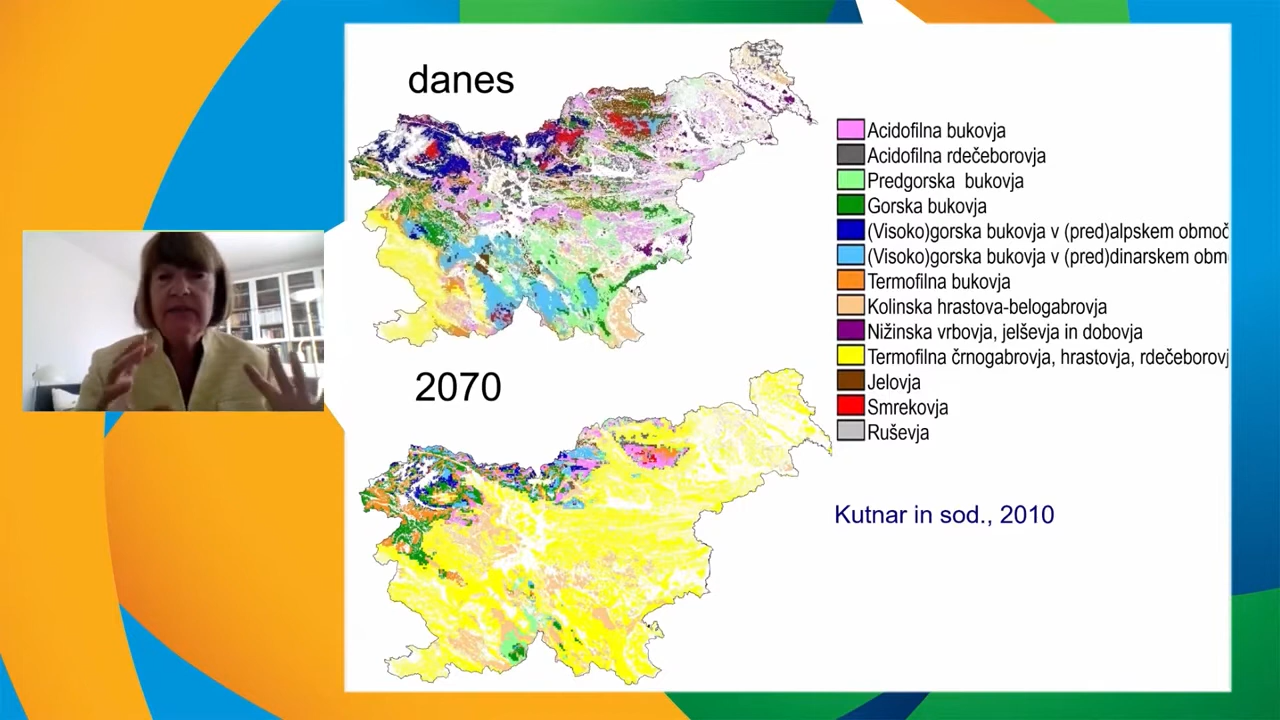 danes
Acidofilna bukovja
Acidofilna rdečeborovja
Predgorska bukovja
Gorska bukovja
(Visoko)gorska bukovja v (pred)alpskem območ
(Visoko)gorska bukovja v (pred)dinarskem obm
Termofilna bukovja
Kolinska hrastova-belogabrovja
Nižinska vrbovja, jelševja in dobovja
Termofilna črnogabrovja, hrastovja, rdečeborovj
Jelovja
Smrekovja
Ruševja
2070
Kutnar in sod., 2010